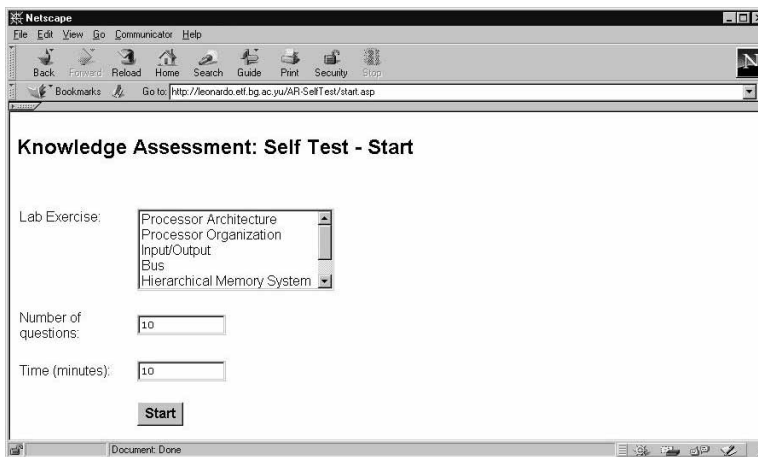 Netscape
File Edit View Go Communicator Help
Back Forward Reload Home Search Guide Print Security Stop
N
Bookmarks Go to: http://leonardo.etf.bg.ac.yu/AR-SelfTest/start.asp
Knowledge Assessment: Self Test - Start
Lab Exercise:
Processor Architecture
Processor Organization
Input/Output
Bus
Hierarchical Memory System
Number of
questions:
10
Time (minutes):
10
Start
Document: Done